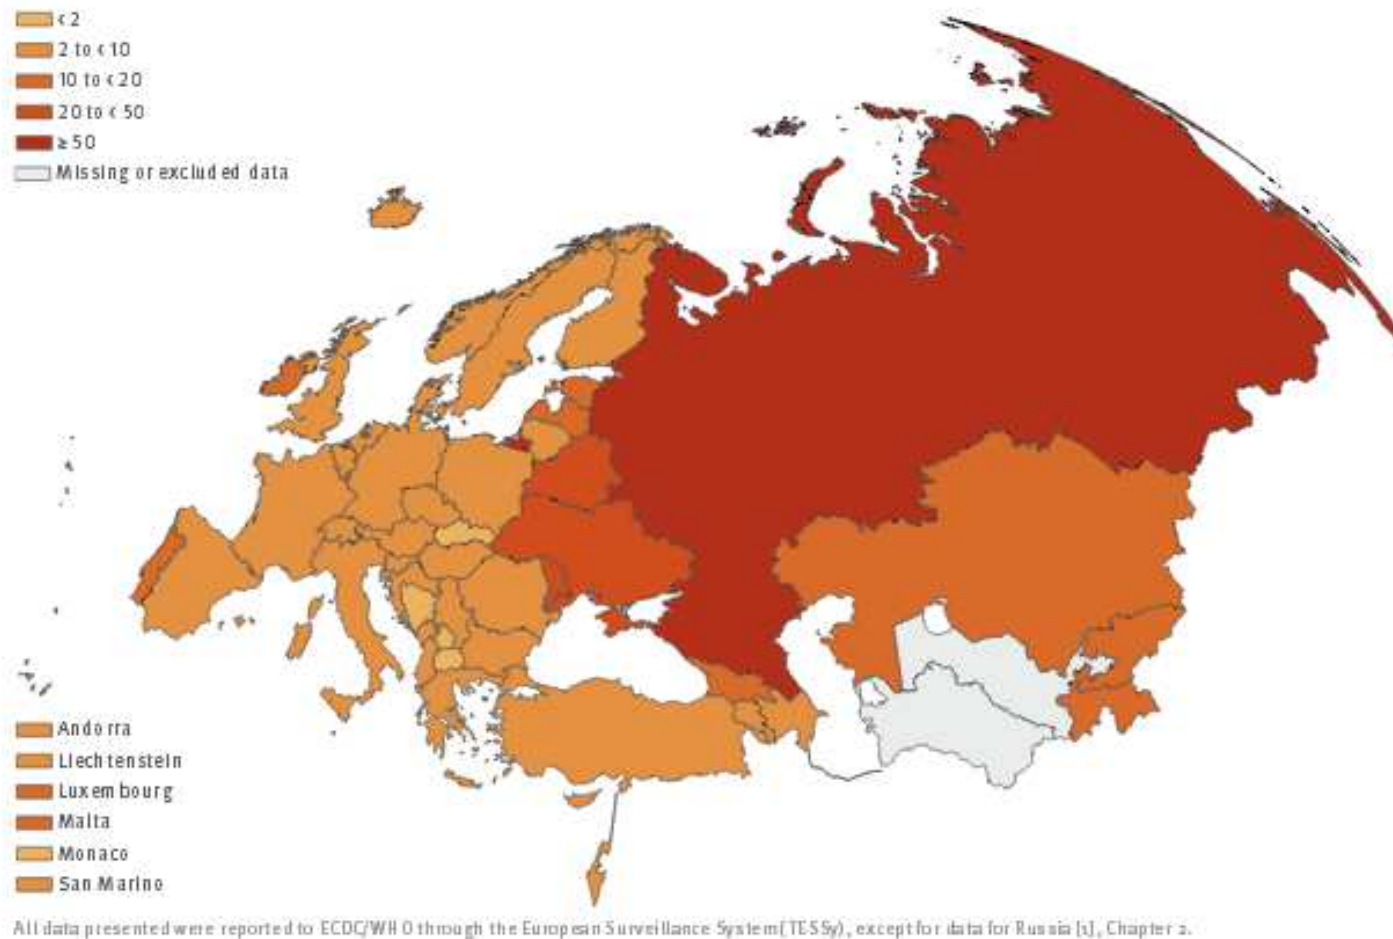 < 2
2 to < 10
10 to < 20
20 to < 50
≥ 50
Missing or excluded data
Andorra
Liechtenstein
Luxembourg
Malta
Monaco
San Marino
All data presented were reported to ECDC/WHO through the European Surveillance System (TESSy), except for data for Russia [1], Chapter 2.